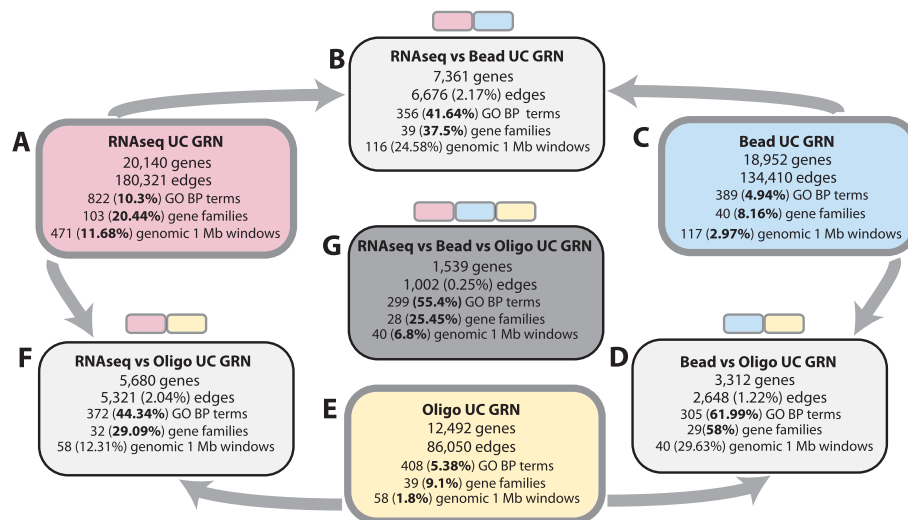 B
RNAseq vs Bead UC GRN
7,361 genes
6,676 (2.17%) edges
356 (41.64%) GO BP terms
39 (37.5%) gene families
116 (24.58%) genomic 1 Mb windows
A
RNAseq UC GRN
20,140 genes
180,321 edges
822 (10.3%) GO BP terms
103 (20.44%) gene families
471 (11.68%) genomic 1 Mb windows
C
Bead UC GRN
18,952 genes
134,410 edges
389 (4.94%) GO BP terms
40 (8.16%) gene families
117 (2.97%) genomic 1 Mb windows
G
RNAseq vs Bead vs Oligo UC GRN
1,539 genes
1,002 (0.25%) edges
299 (55.4%) GO BP terms
28 (25.45%) gene families
40 (6.8%) genomic 1 Mb windows
F
RNAseq vs Oligo UC GRN
5,680 genes
5,321 (2.04%) edges
372 (44.34%) GO BP terms
32 (29.09%) gene families
58 (12.31%) genomic 1 Mb windows
D
Bead vs Oligo UC GRN
3,312 genes
2,648 (1.22%) edges
305 (61.99%) GO BP terms
29(58%) gene families
40 (29.63%) genomic 1 Mb windows
E
Oligo UC GRN
12,492 genes
86,050 edges
408 (5.38%) GO BP terms
39 (9.1%) gene families
58 (1.8%) genomic 1 Mb windows